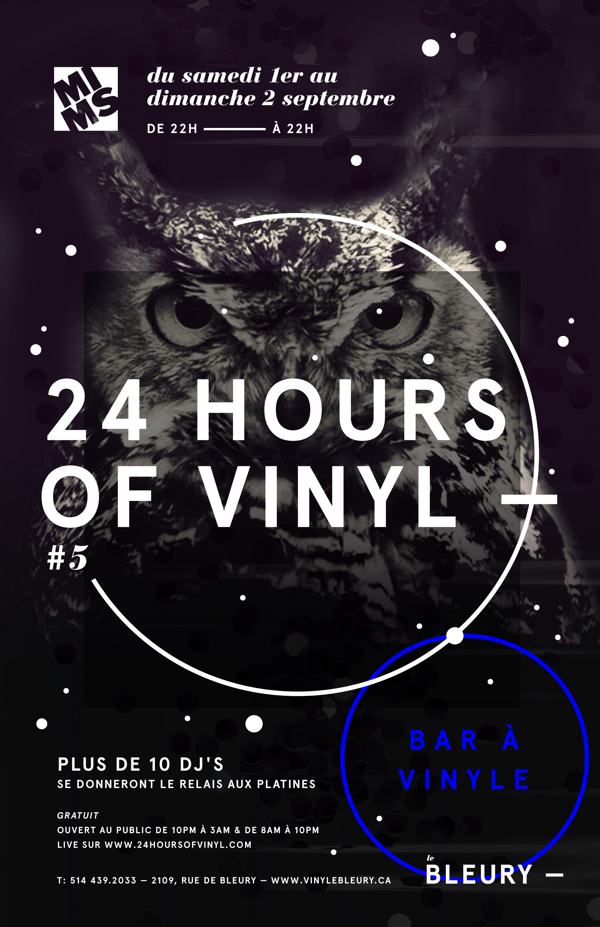 MI
MS
du samedi 1er au
dimanche 2 septembre
DE 22H — À 22H
24 HOURS
OF VINYL —
#5
BAR À
VINYLE
PLUS DE 10 DJ'S
SE DONNERONT LE RELAIS AUX PLATINES
GRATUIT
OUVERT AU PUBLIC DE 10PM À 3AM & DE 8AM À 10PM
LIVE SUR WWW.24HOURSOFVINYL.COM
T: 514 439.2033 — 2109, RUE DE BLEURY — WWW.VINYLEBLEURY.CA
le
BLEURY —